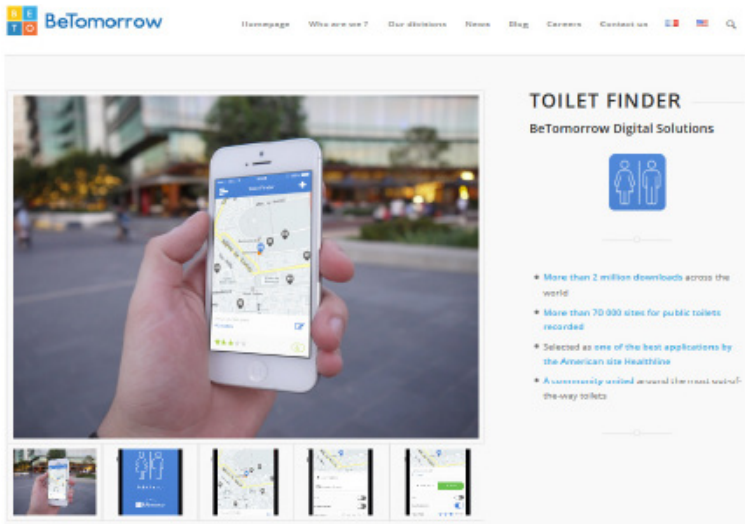 BE
TO
BeTomorrow
Homepage Who are we ? Our divisions News Blog Careers Contact us
TOILET FINDER
BeTomorrow Digital Solutions
More than 2 million downloads across the
world
More than 70 000 sites for public toilets
recorded
Selected as one of the best applications by
the American site Healthline
A community united around the most out-of-
the-way toilets